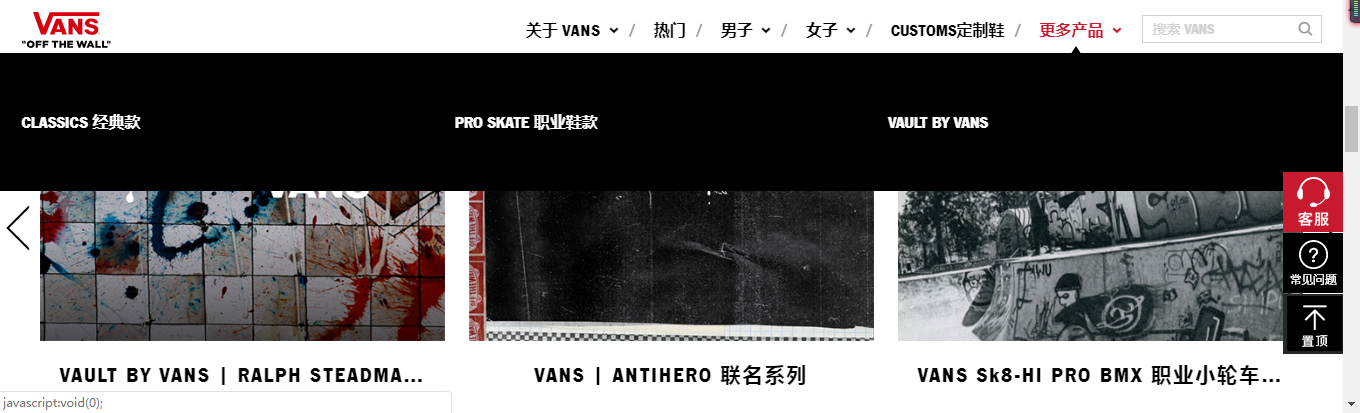 VANS
"OFF THE WALL"
关于 VANS / 热门 / 男子 / 女子 / CUSTOMS定制鞋 / 更多产品
搜索 VANS
CLASSICS 经典款
PRO SKATE 职业鞋款
VAULT BY VANS
客服
?
常见问题
置顶
VAULT BY VANS | RALPH STEADMA...
VANS | ANTIHERO 联名系列
VANS Sk8-HI PRO BMX 职业小轮车...
javascript:void(0);